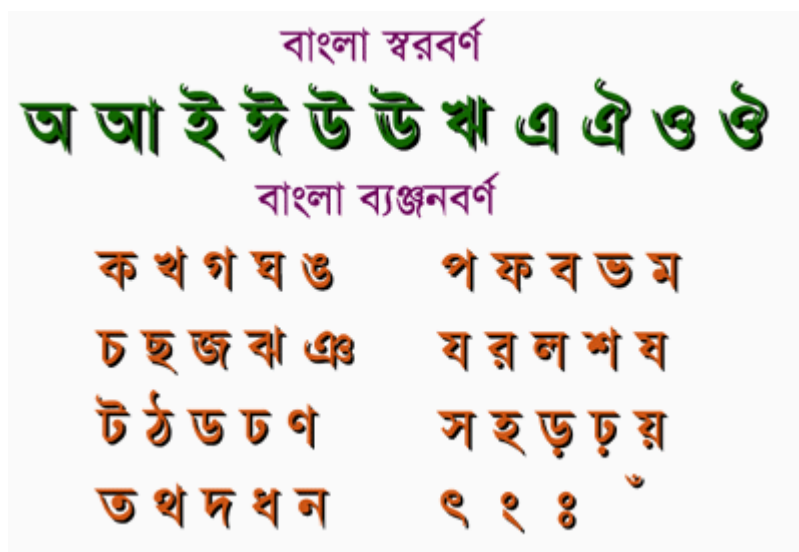 বাংলা স্বরবর্ণ
অ আ ই ঈ উ ঊ ঋ এ ঐ ও ঔ
বাংলা ব্যঞ্জনবর্ণ
ক খ গ ঘ ঙ প ফ ব ভ ম
চ ছ জ ঝ ঞ য র ল শ ষ
ট ঠ ড ঢ ণ স হ ড় ঢ় য়
ত থ দ ধ ন ৎ ং ঃ ঁ